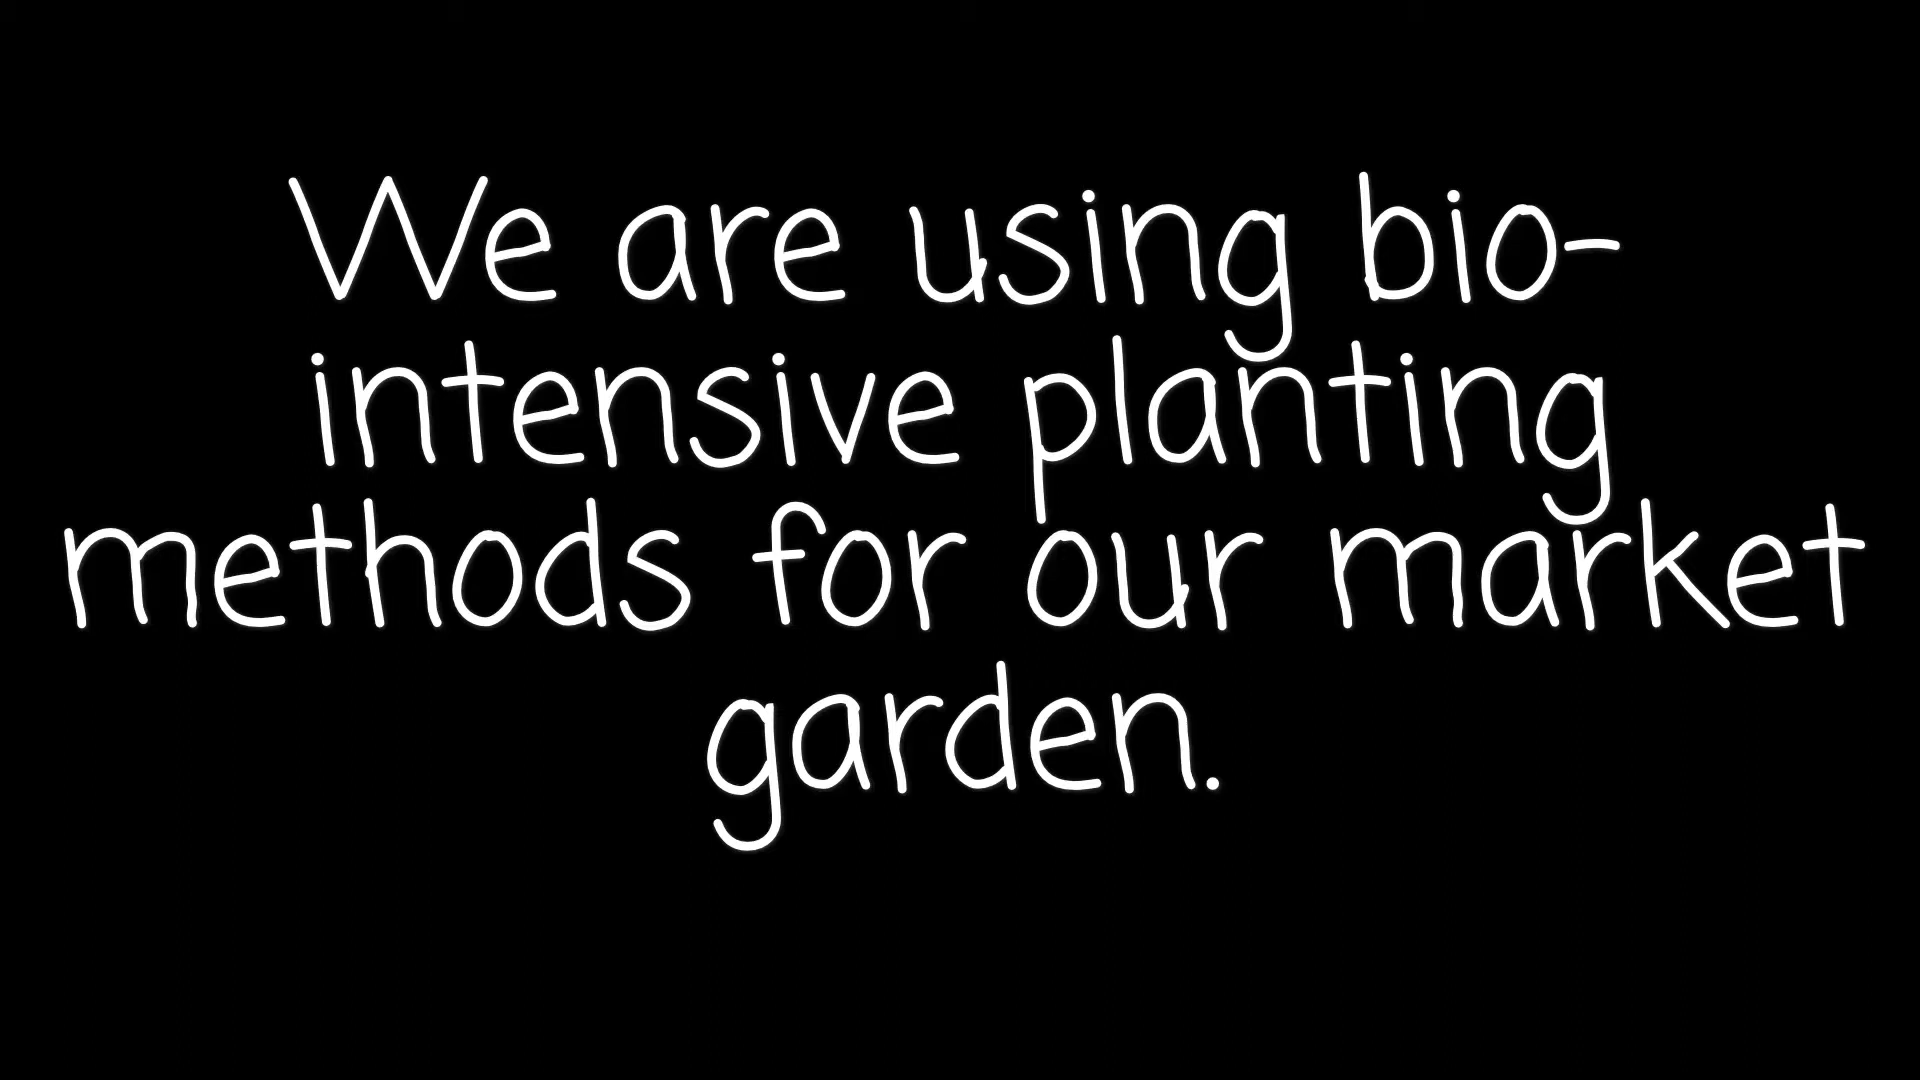 We are using bio-
intensive planting
methods for our market
garden.